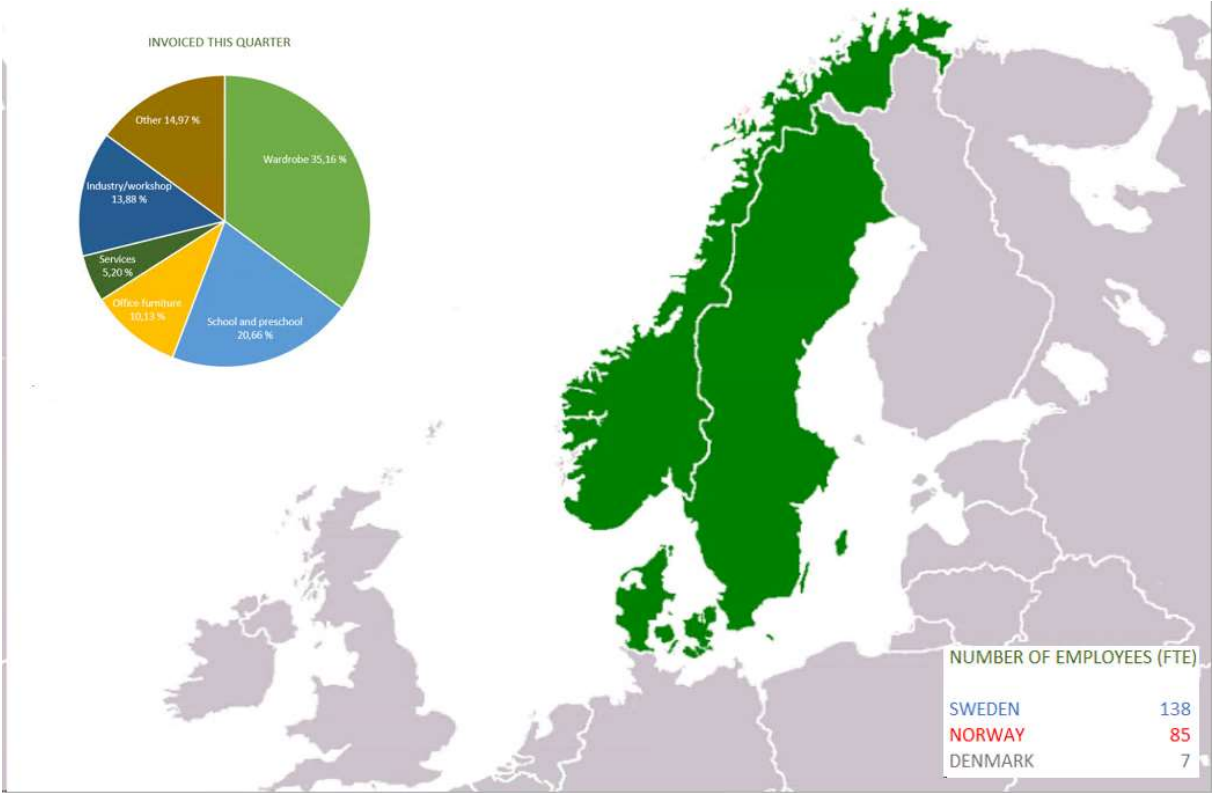 INVOICED THIS QUARTER
Other 14,97 %
Wardrobe 35,16 %
Industry/workshop
13,88 %
Services
5,20 %
Office furniture
10,13 %
School and preschool
20,66 %
NUMBER OF EMPLOYEES (FTE)
SWEDEN 138
NORWAY 85
DENMARK 7